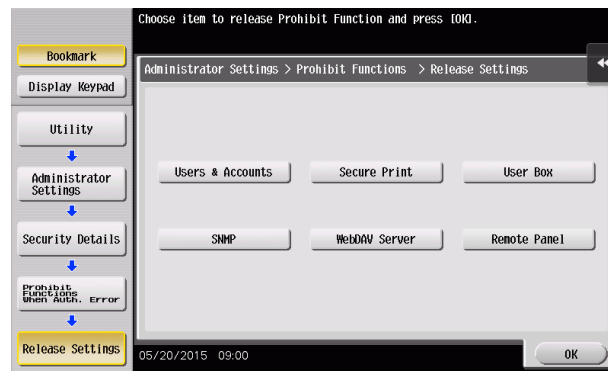 Choose item to release Prohibit Function and press [OK].
Bookmark
Display Keypad
Utility
Administrator
Settings
Security Details
Prohibit
Functions
When Auth. Error
Release Settings
Administrator Settings > Prohibit Functions > Release Settings
Users & Accounts
Secure Print
User Box
SNMP
WebDAV Server
Remote Panel
05/20/2015 09:00
OK